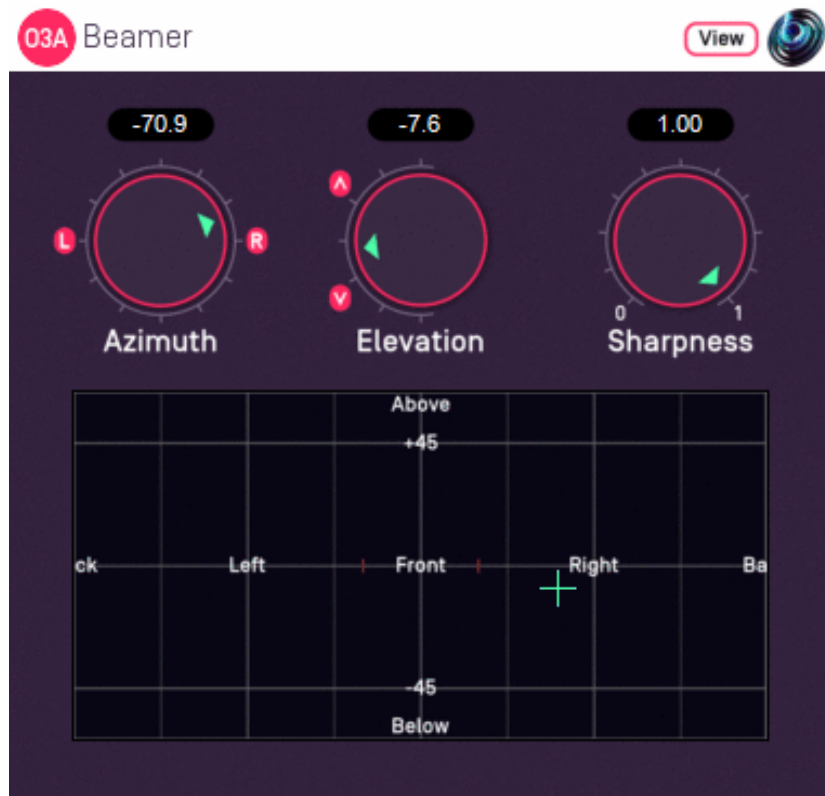 O3A Beamer View
-70.9 -7.6 1.00
L R ʌ v
0 1
Azimuth Elevation Sharpness
Above
+45
ck Left Front Right Ba
-45
Below